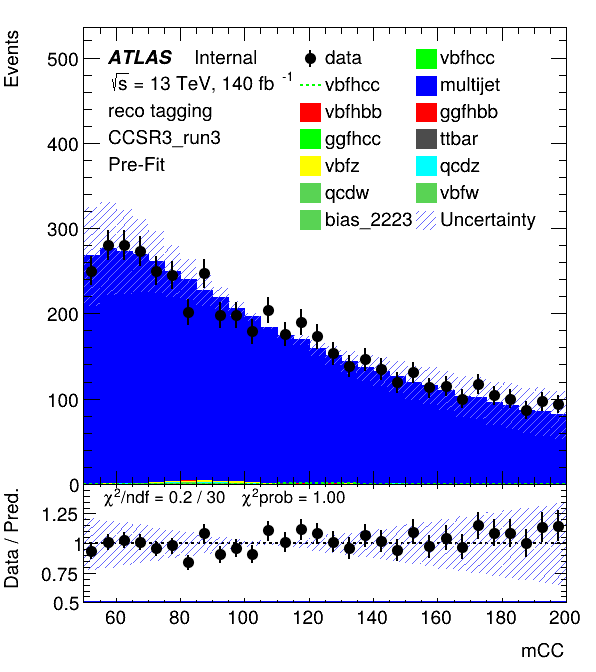 Events
500
400
300
200
100
0
ATLAS Internal
√s = 13 TeV, 140 fb⁻¹
reco tagging
CCSR3_run3
Pre-Fit
data
vbfhcc
vbfhbb
ggfhcc
vbfz
qcdw
bias_2223
vbfhcc
multijet
ggfhbb
ttbar
qcdz
vbfw
Uncertainty
χ²/ndf = 0.2 / 30 χ²prob = 1.00
Data / Pred.
1.25
1
0.75
0.5
60 80 100 120 140 160 180 200
mCC